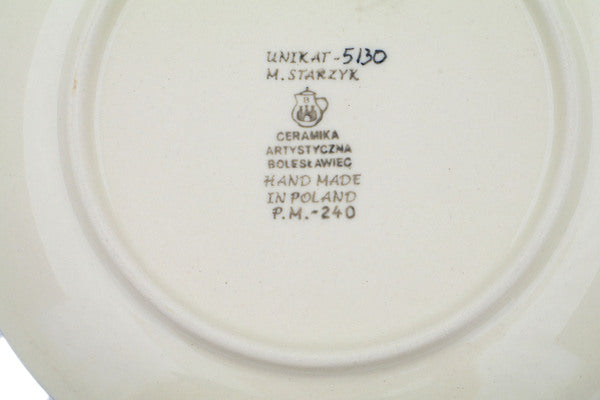 UNIKAT-5130
M. STARZYK
CERAMIKA
ARTYSTYCZNA
BOLESŁAWIEC
HAND MADE
IN POLAND
P.M.-240